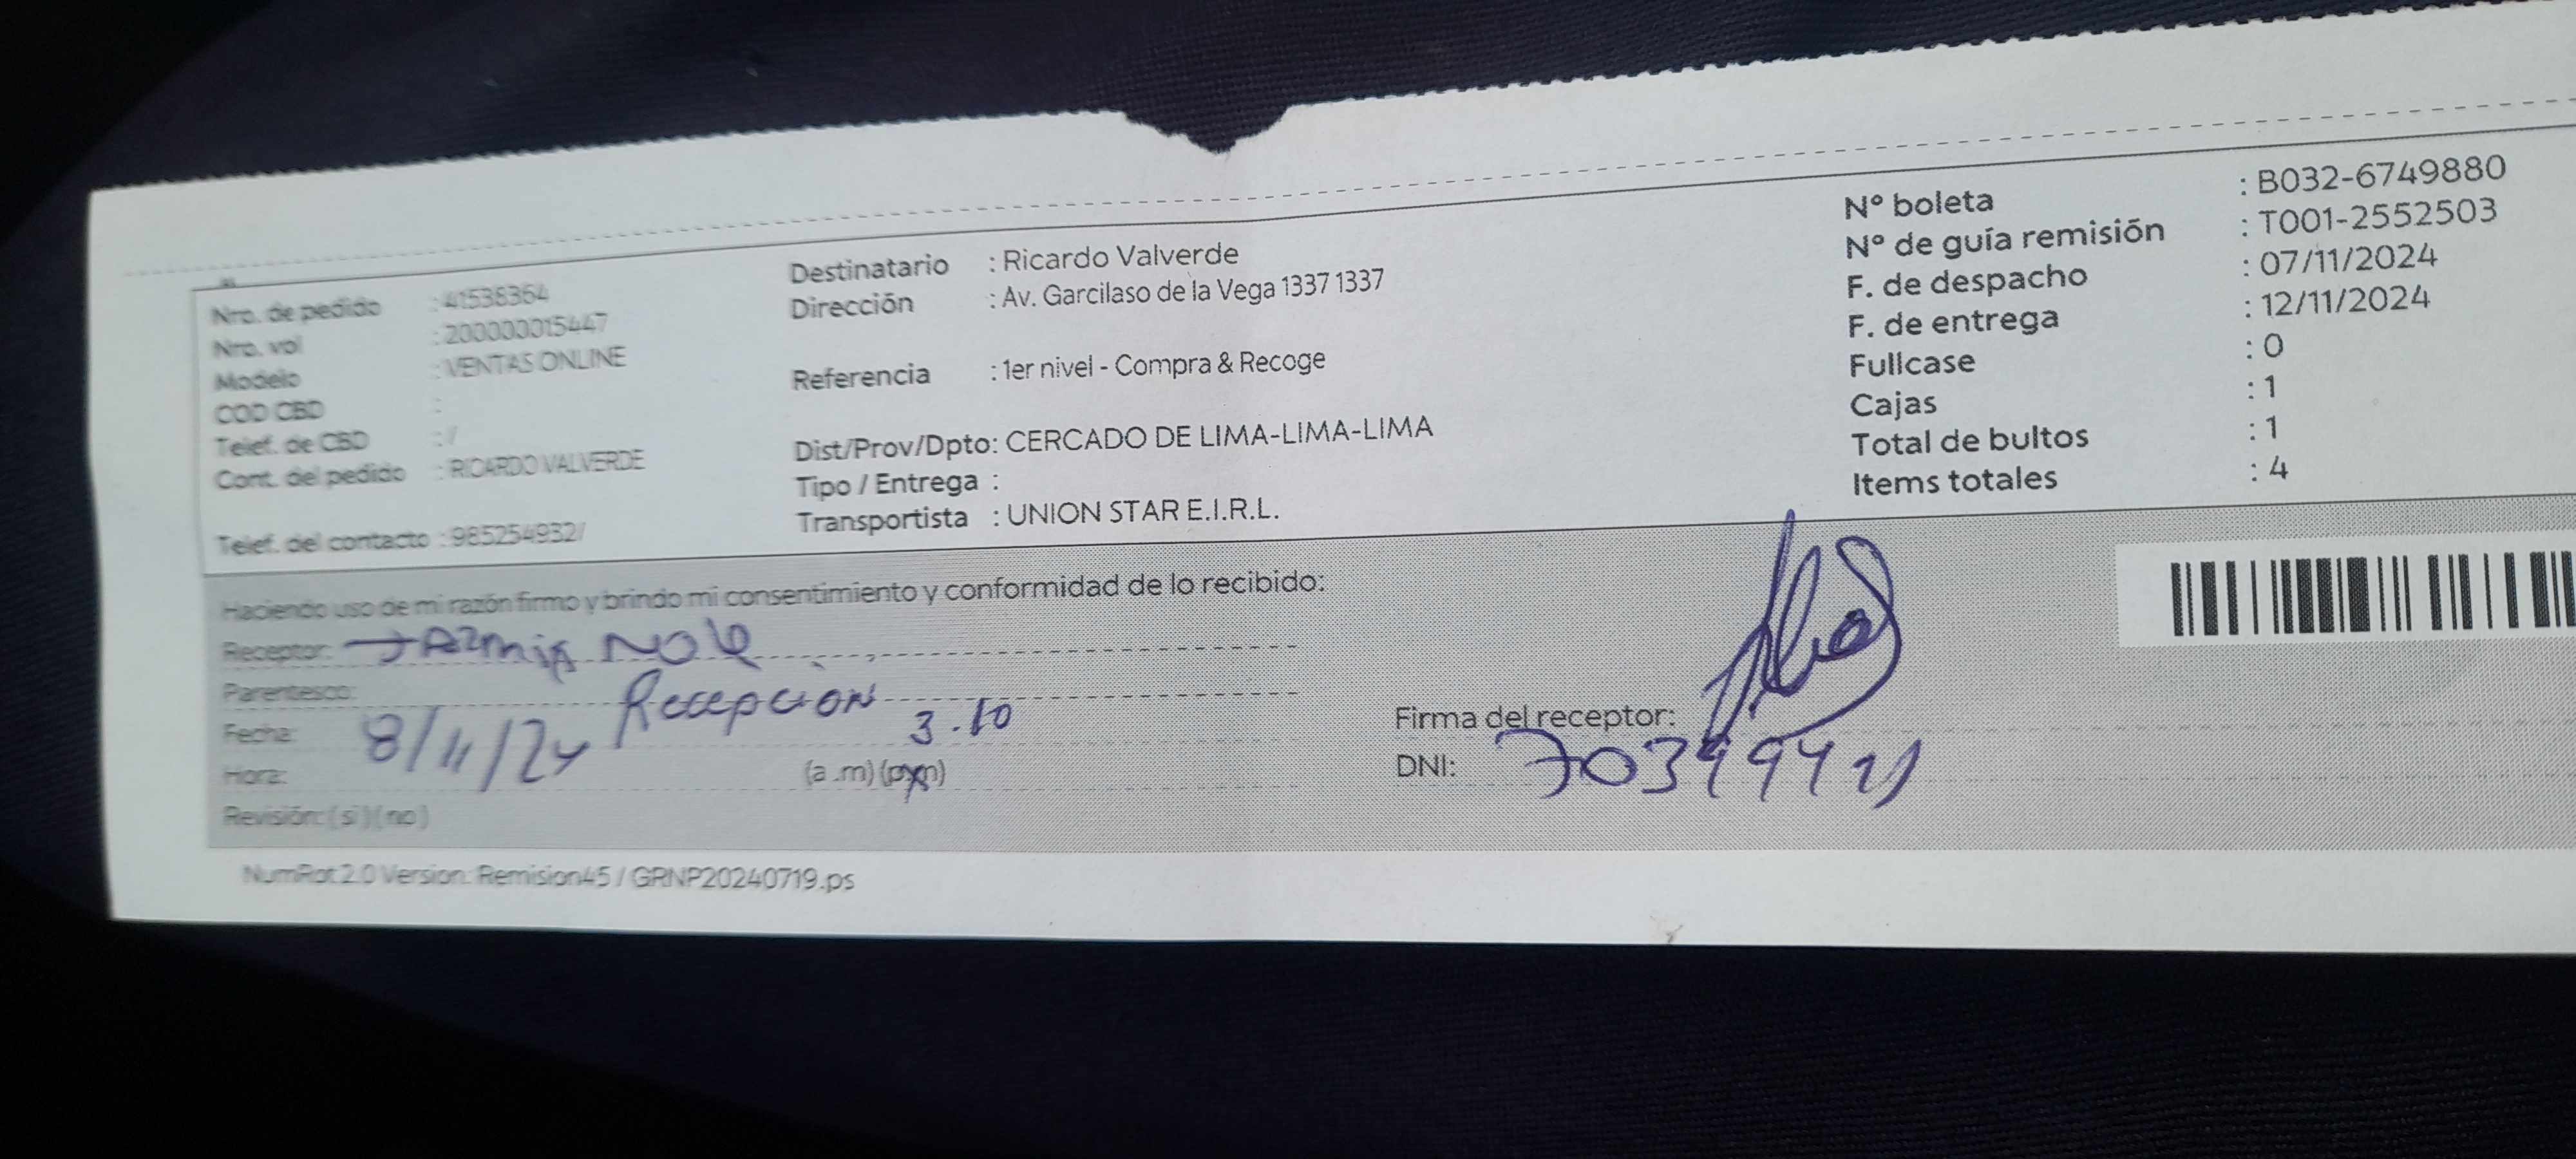 Nro. de pedido : 41538364
Nro. vol : 200000015447
Modelo : VENTAS ONLINE
COD CBD :
Telef. de CBD : /
Cont. del pedido : RICARDO VALVERDE
Telef. del contacto : 985254932/
Destinatario : Ricardo Valverde
Dirección : Av. Garcilaso de la Vega 1337 1337
Referencia : 1er nivel - Compra & Recoge
Dist/Prov/Dpto: CERCADO DE LIMA-LIMA-LIMA
Tipo / Entrega :
Transportista : UNION STAR E.I.R.L.
Nº boleta : B032-6749880
Nº de guía remisión : T001-2552503
F. de despacho : 07/11/2024
F. de entrega : 12/11/2024
Fullcase : 0
Cajas : 1
Total de bultos : 1
Items totales : 4
Haciendo uso de mi razón firmo y brindo mi consentimiento y conformidad de lo recibido:
Receptor:
Parentesco: Recepcion
Fecha: 8/11/24
Hora: 3.10 (a .m) (p.m)
Revisión: ( si ) ( no )
Firma del receptor:
DNI:
NumRot 2.0 Version: Remision45 / GRNP20240719.ps